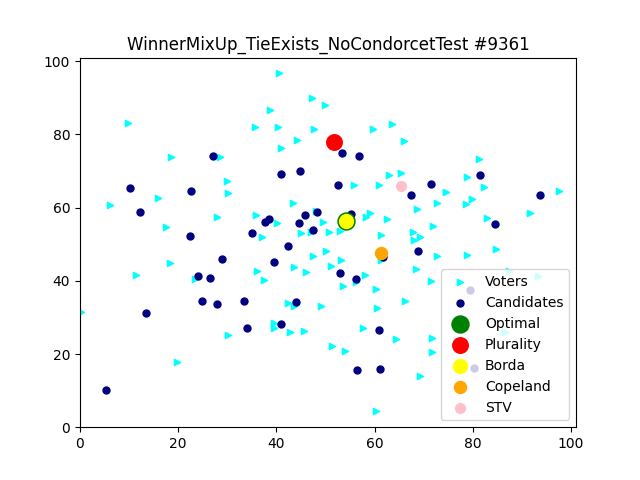 WinnerMixUp_TieExists_NoCondorcetTest #9361
100
80
60
40
20
0
0
20
40
60
80
100
Voters
Candidates
Optimal
Plurality
Borda
Copeland
STV